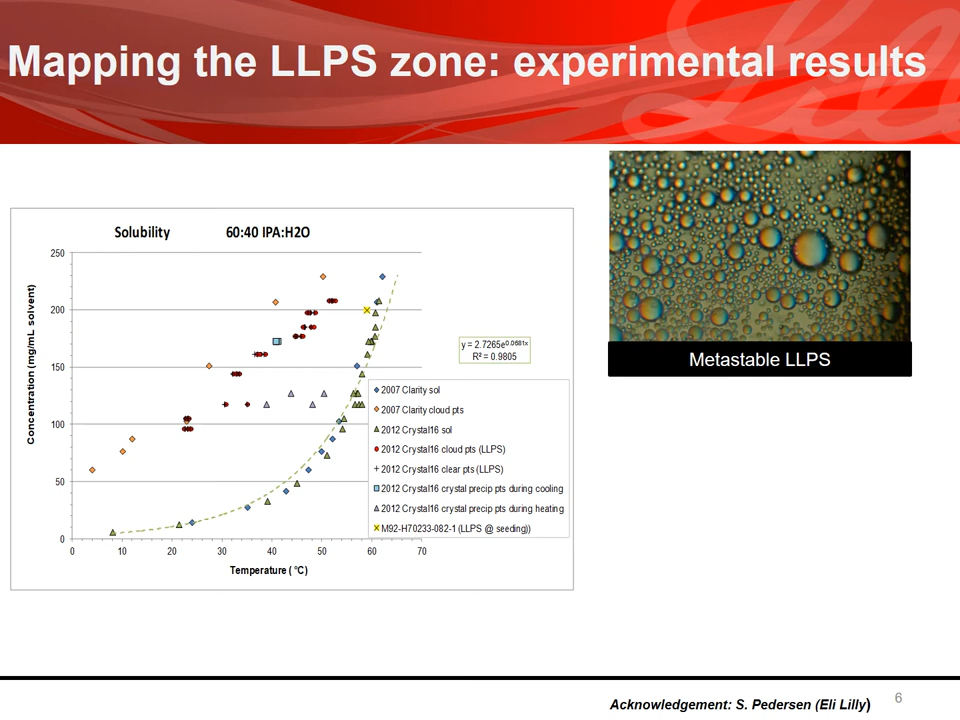 Mapping the LLPS zone: experimental results
Solubility 60:40 IPA:H2O
250
200
150
100
50
0
0 10 20 30 40 50 60 70
Concentration (mg/mL solvent)
Temperature ( °C)
y = 2.7265e^0.0681x
R² = 0.9805
2007 Clarity sol
2007 Clarity cloud pts
2012 Crystal16 sol
2012 Crystal16 cloud pts (LLPS)
2012 Crystal16 clear pts (LLPS)
2012 Crystal16 crystal precip pts during cooling
2012 Crystal16 crystal precip pts during heating
M92-H70233-082-1 (LLPS @ seeding))
Metastable LLPS
Acknowledgement: S. Pedersen (Eli Lilly)
6